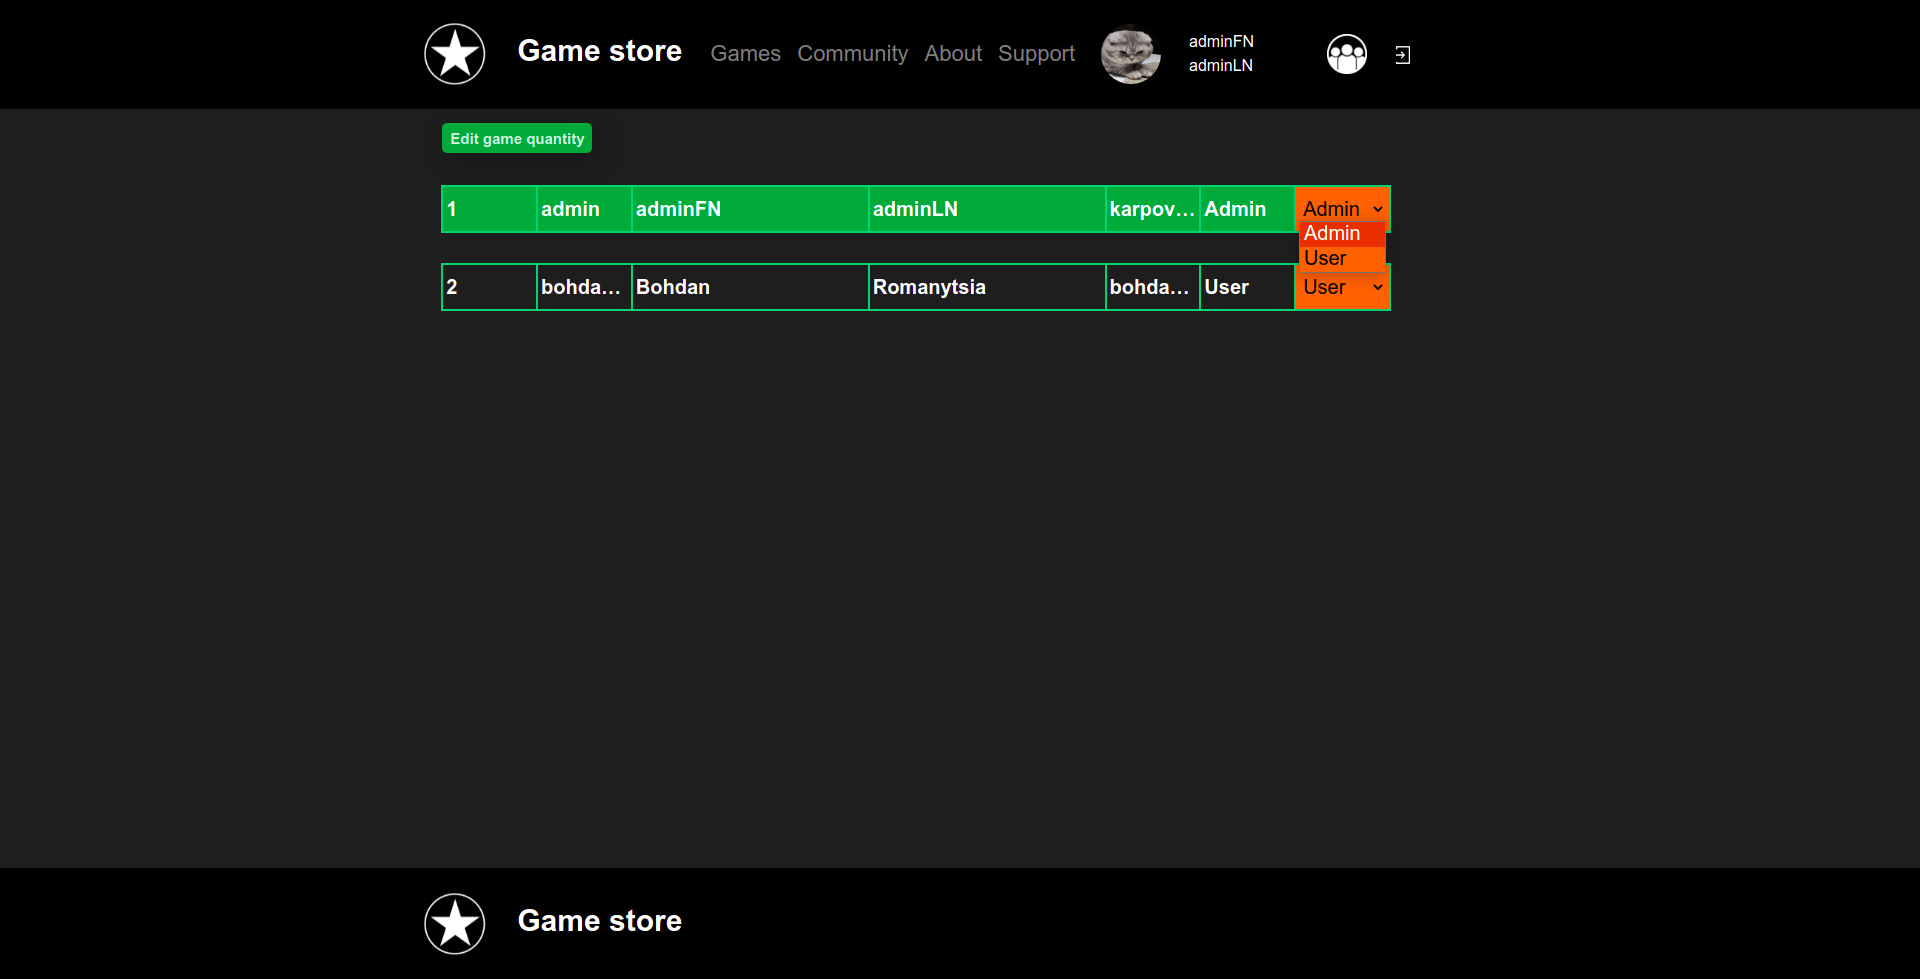 Game store Games Community About Support adminFN
adminLN
Edit game quantity
1 admin adminFN adminLN karpov... Admin Admin
Admin
User
2 bohda... Bohdan Romanytsia bohda... User User
Game store